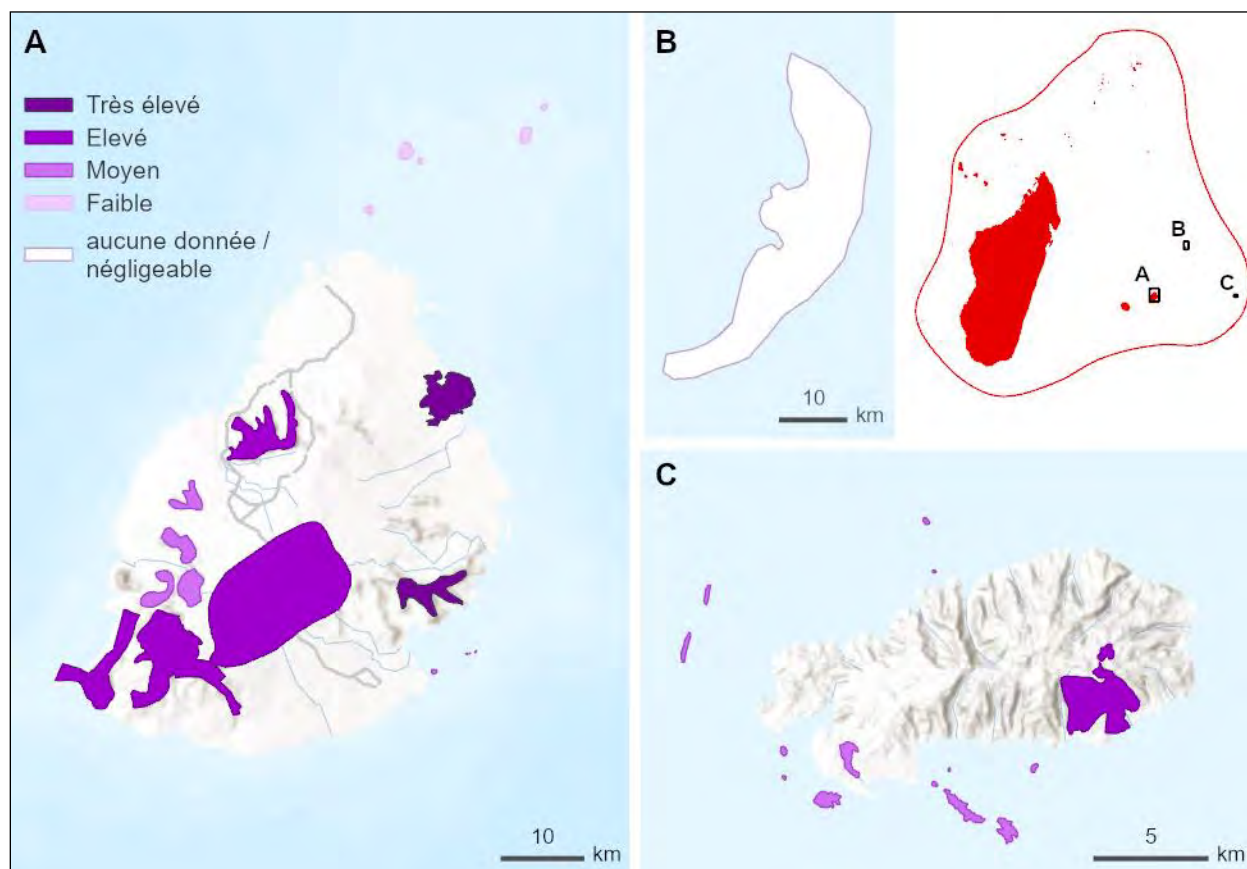 A
Très élevé
Elevé
Moyen
Faible
aucune donnée /
négligeable
10
km
B
10
km
A
B
C
C
5
km